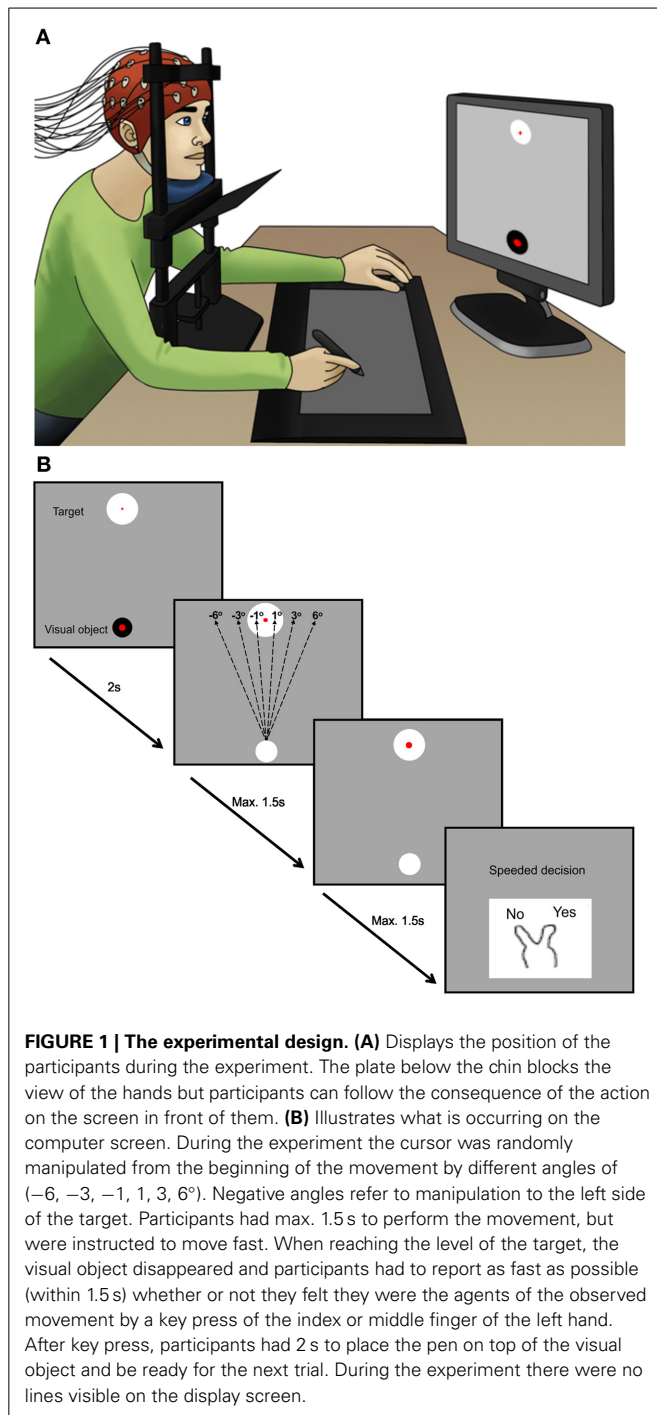 A
B
Target
Visual object
2s
-6º -3º -1º 1º 3º 6º
Max. 1.5s
Max. 1.5s
Speeded decision
No Yes
FIGURE 1 | The experimental design. (A) Displays the position of the
participants during the experiment. The plate below the chin blocks the
view of the hands but participants can follow the consequence of the action
on the screen in front of them. (B) Illustrates what is occurring on the
computer screen. During the experiment the cursor was randomly
manipulated from the beginning of the movement by different angles of
(−6, −3, −1, 1, 3, 6°). Negative angles refer to manipulation to the left side
of the target. Participants had max. 1.5 s to perform the movement, but
were instructed to move fast. When reaching the level of the target, the
visual object disappeared and participants had to report as fast as possible
(within 1.5 s) whether or not they felt they were the agents of the observed
movement by a key press of the index or middle finger of the left hand.
After key press, participants had 2 s to place the pen on top of the visual
object and be ready for the next trial. During the experiment there were no
lines visible on the display screen.